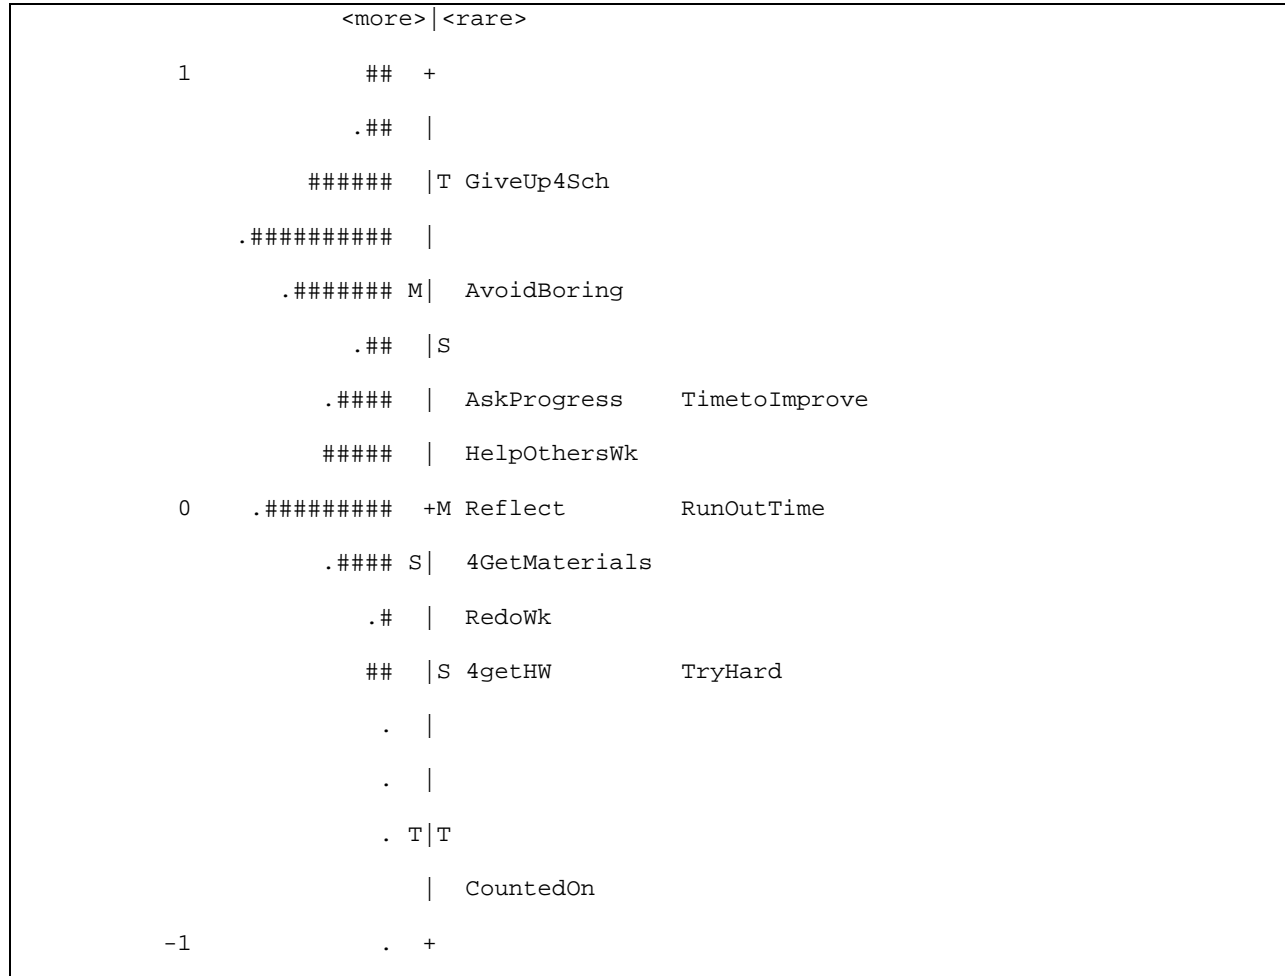 <more>|<rare>
1 ## +
.## |
###### |T GiveUp4Sch
.########## |
.####### M| AvoidBoring
.## |S
.#### | AskProgress TimetoImprove
##### | HelpOthersWk
0 .######### +M Reflect RunOutTime
.#### S| 4GetMaterials
.# | RedoWk
## |S 4getHW TryHard
. |
. |
. T|T
| CountedOn
-1 . +